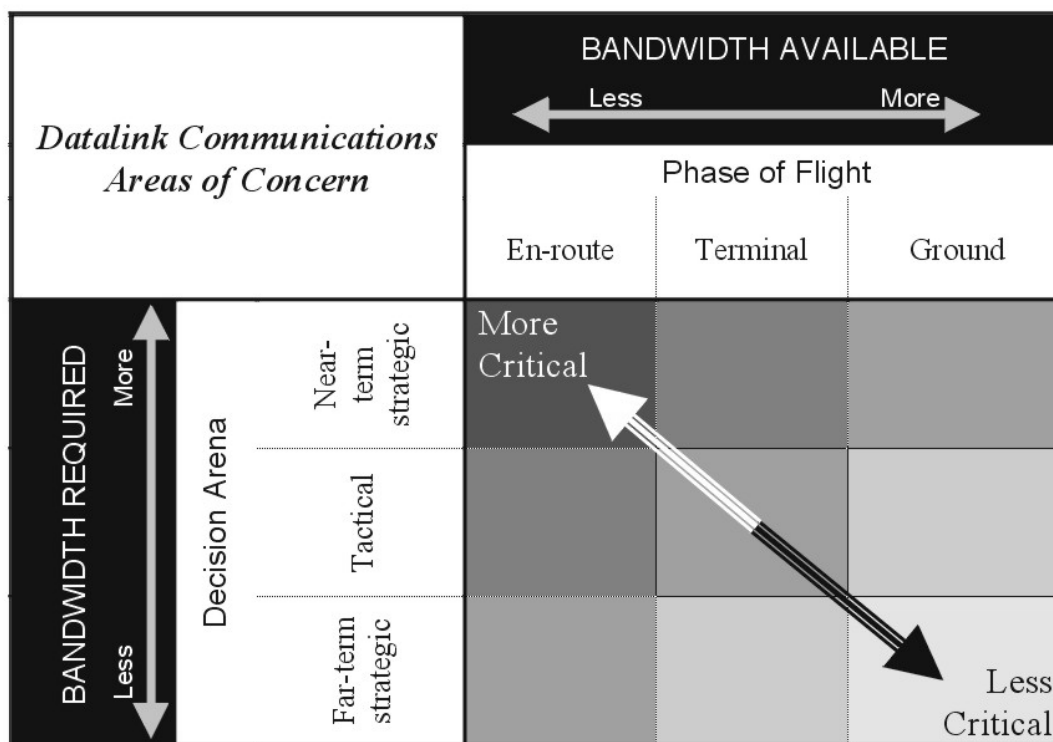 Datalink Communications
Areas of Concern
BANDWIDTH AVAILABLE
Less More
Phase of Flight
En-route Terminal Ground
BANDWIDTH REQUIRED
More
Less
Decision Arena
Near-
term
strategic
Tactical
Far-term
strategic
More
Critical
Less
Critical